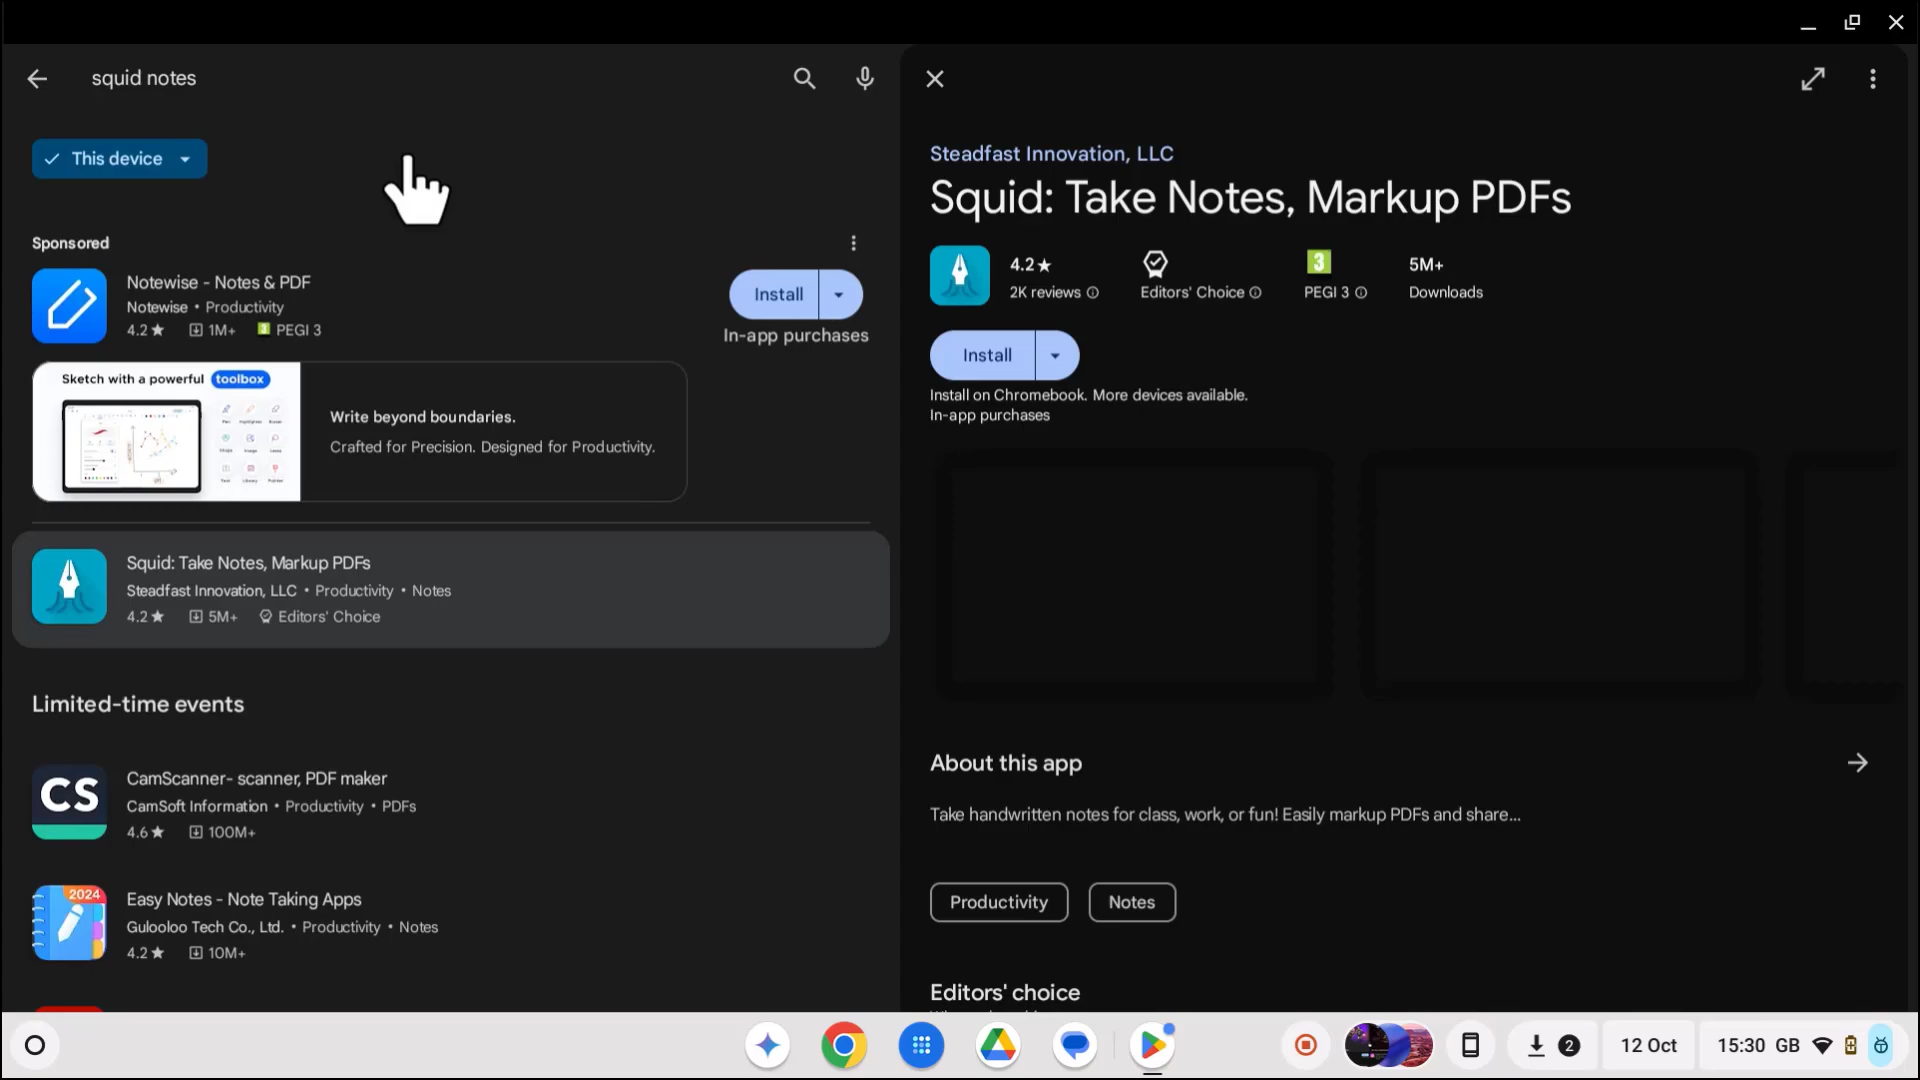 squid notes
This device
Sponsored
Notewise - Notes & PDF
Notewise • Productivity
4.2★ 1M+ 3 PEGI 3
Install
In-app purchases
Sketch with a powerful toolbox
Write beyond boundaries.
Crafted for Precision. Designed for Productivity.
Squid: Take Notes, Markup PDFs
Steadfast Innovation, LLC • Productivity • Notes
4.2★ 5M+ Editors' Choice
Limited-time events
CS
CamScanner- scanner, PDF maker
CamSoft Information • Productivity • PDFs
4.6★ 100M+
2024
Easy Notes - Note Taking Apps
Gulooloo Tech Co., Ltd. • Productivity • Notes
4.2★ 10M+
Steadfast Innovation, LLC
Squid: Take Notes, Markup PDFs
4.2★
2K reviews
Editors' Choice
3
PEGI 3
5M+
Downloads
Install
Install on Chromebook. More devices available.
In-app purchases
About this app
Take handwritten notes for class, work, or fun! Easily markup PDFs and share...
Productivity
Notes
Editors' choice
2
12 Oct
15:30 GB